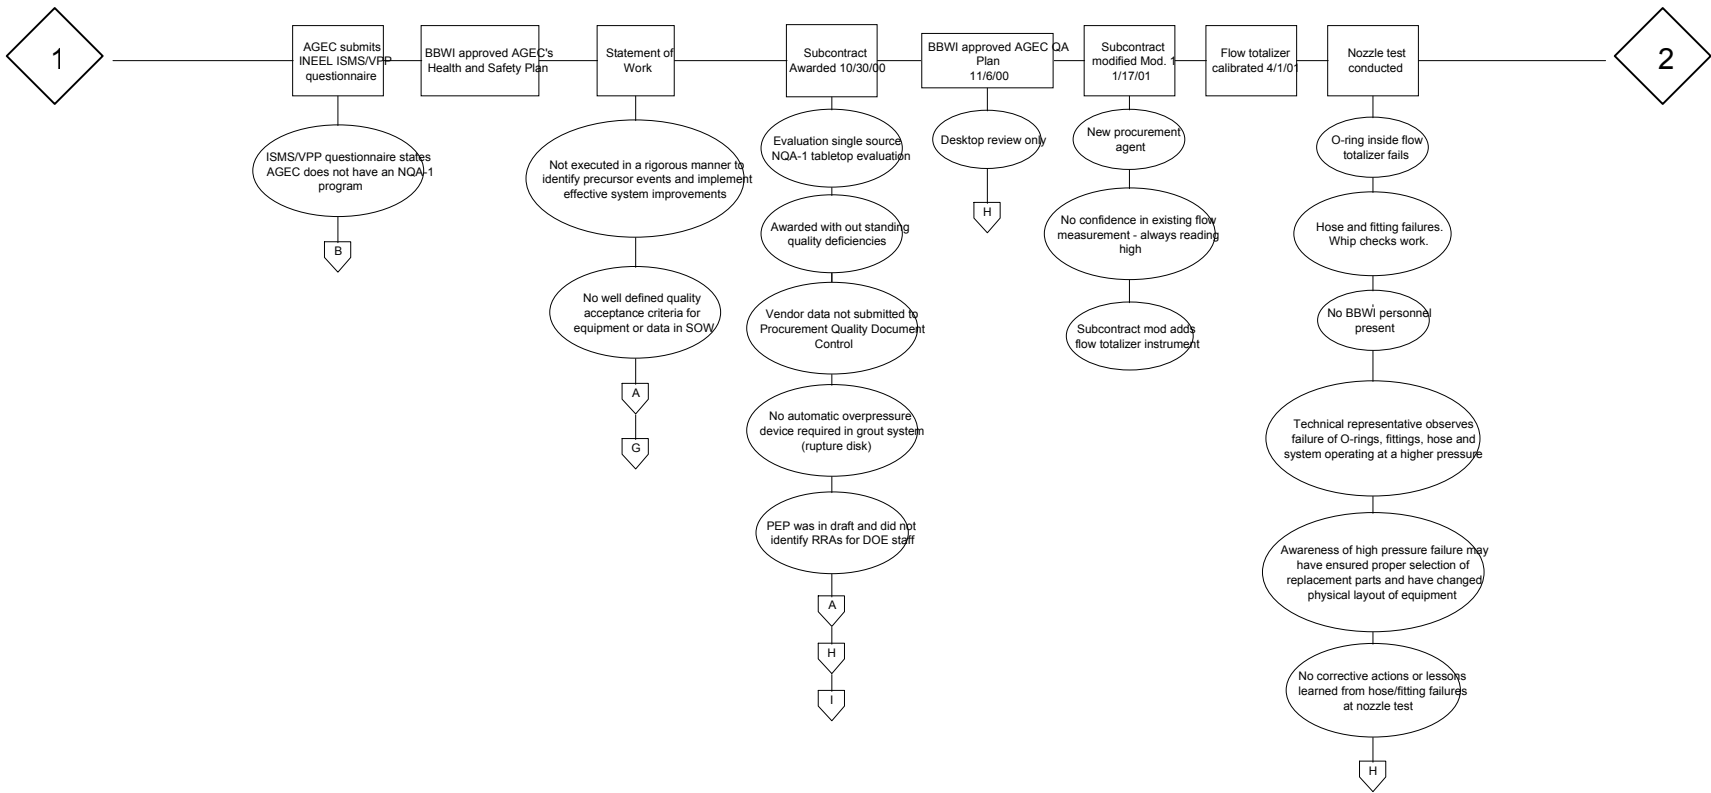 1
AGEC submits
INEEL ISMS/VPP
questionnaire
BBWI approved AGEC's
Health and Safety Plan
Statement of
Work
Subcontract
Awarded 10/30/00
BBWI approved AGEC QA
Plan
11/6/00
Subcontract
modified Mod. 1
1/17/01
Flow totalizer
calibrated 4/1/01
Nozzle test
conducted
2
ISMS/VPP questionnaire states
AGEC does not have an NQA-1
program
B
Not executed in a rigorous manner to
identify precursor events and implement
effective system improvements
No well defined quality
acceptance criteria for
equipment or data in SOW
A
G
Evaluation single source
NQA-1 tabletop evaluation
Awarded with out standing
quality deficiencies
Vendor data not submitted to
Procurement Quality Document
Control
No automatic overpressure
device required in grout system
(rupture disk)
PEP was in draft and did not
identify RRAs for DOE staff
A
H
I
Desktop review only
H
New procurement
agent
No confidence in existing flow
measurement - always reading
high
Subcontract mod adds
flow totalizer instrument
O-ring inside flow
totalizer fails
Hose and fitting failures.
Whip checks work.
No BBWI personnel
present
Technical representative observes
failure of O-rings, fittings, hose and
system operating at a higher pressure
Awareness of high pressure failure may
have ensured proper selection of
replacement parts and have changed
physical layout of equipment
No corrective actions or lessons
learned from hose/fitting failures
at nozzle test
H